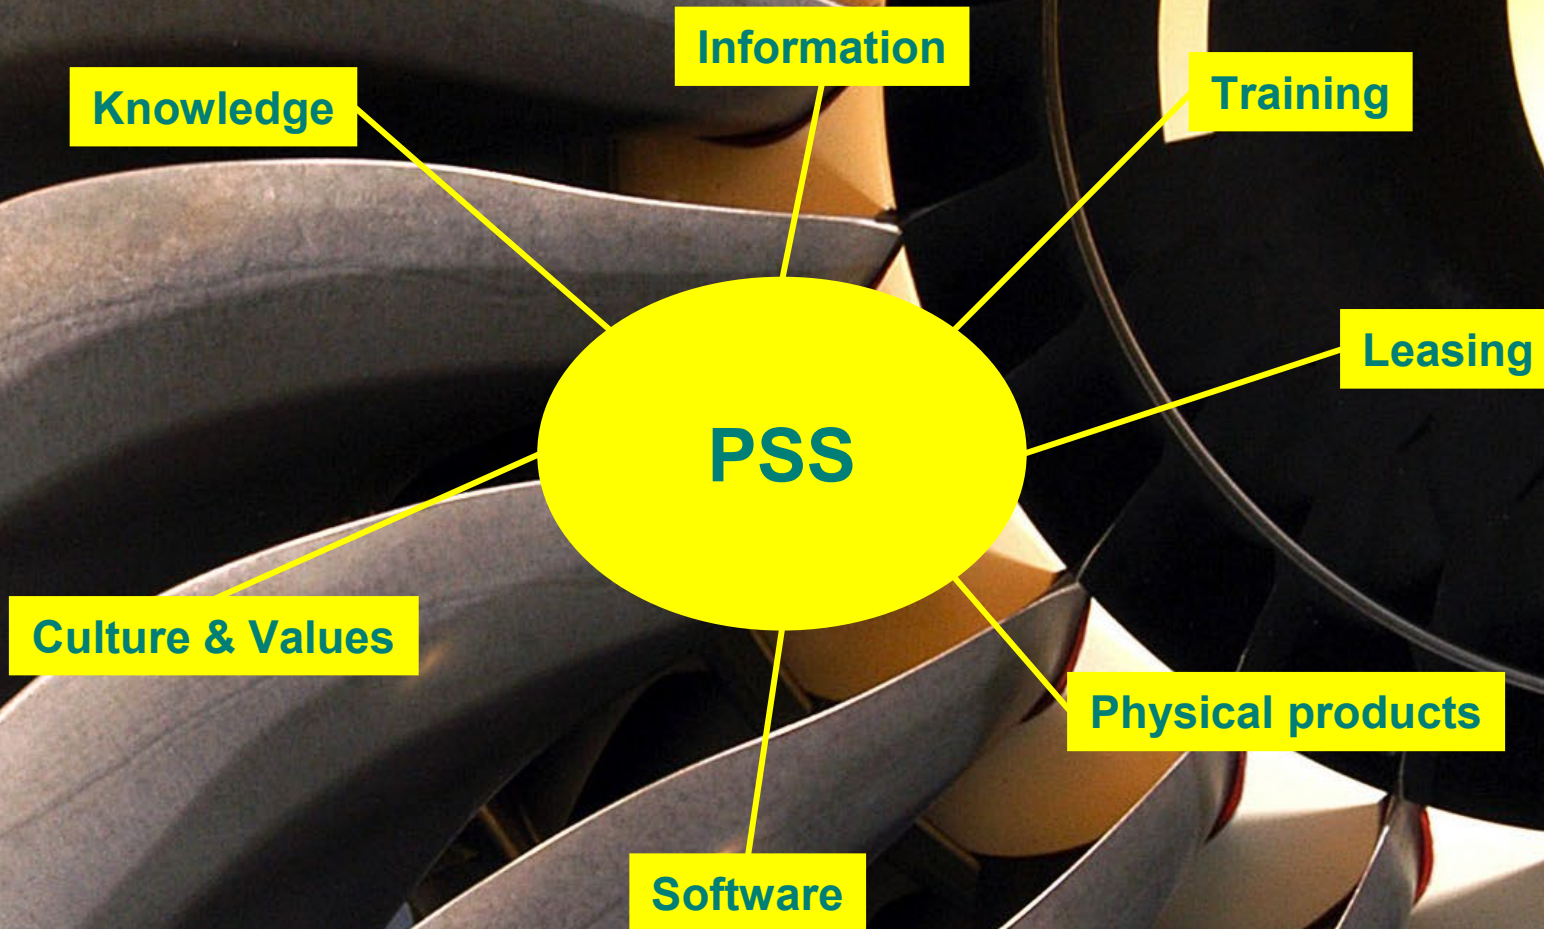 Information
Knowledge
Training
Leasing
PSS
Culture & Values
Physical products
Software